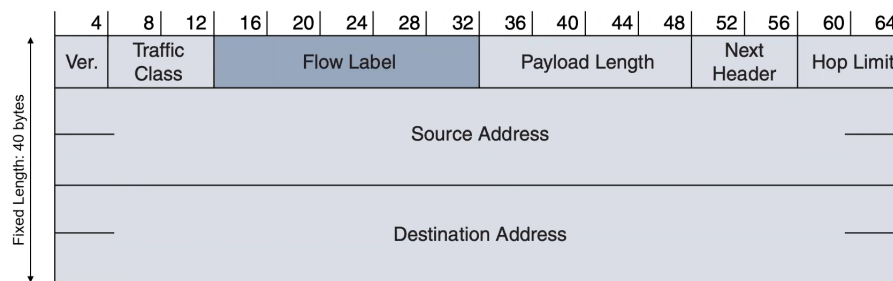 4 8 12 16 20 24 28 32 36 40 44 48 52 56 60 64
Ver. Traffic Class Flow Label Payload Length Next Header Hop Limit
Source Address
Destination Address
Fixed Length: 40 bytes